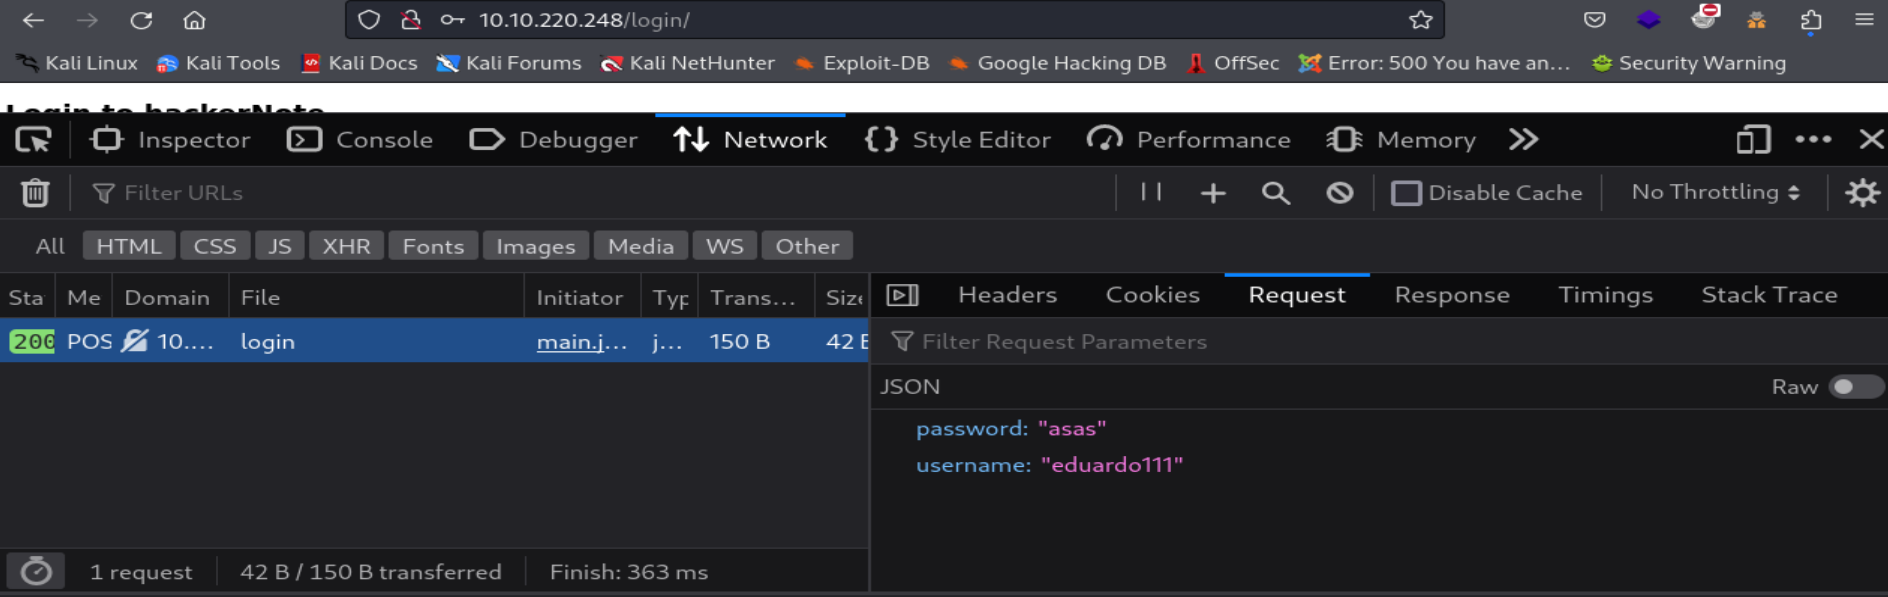 10.10.220.248/login/
Kali Linux Kali Tools Kali Docs Kali Forums Kali NetHunter Exploit-DB Google Hacking DB OffSec Error: 500 You have an... Security Warning
Login to hackerNote
Inspector Console Debugger Network Style Editor Performance Memory
Filter URLs Disable Cache No Throttling
All HTML CSS JS XHR Fonts Images Media WS Other
Sta Me Domain File Initiator Typ Trans... Size Headers Cookies Request Response Timings Stack Trace
200 POS 10.... login main.j... j... 150 B 42 B Filter Request Parameters
JSON Raw
password: "asas"
username: "eduardo111"
1 request 42 B / 150 B transferred Finish: 363 ms